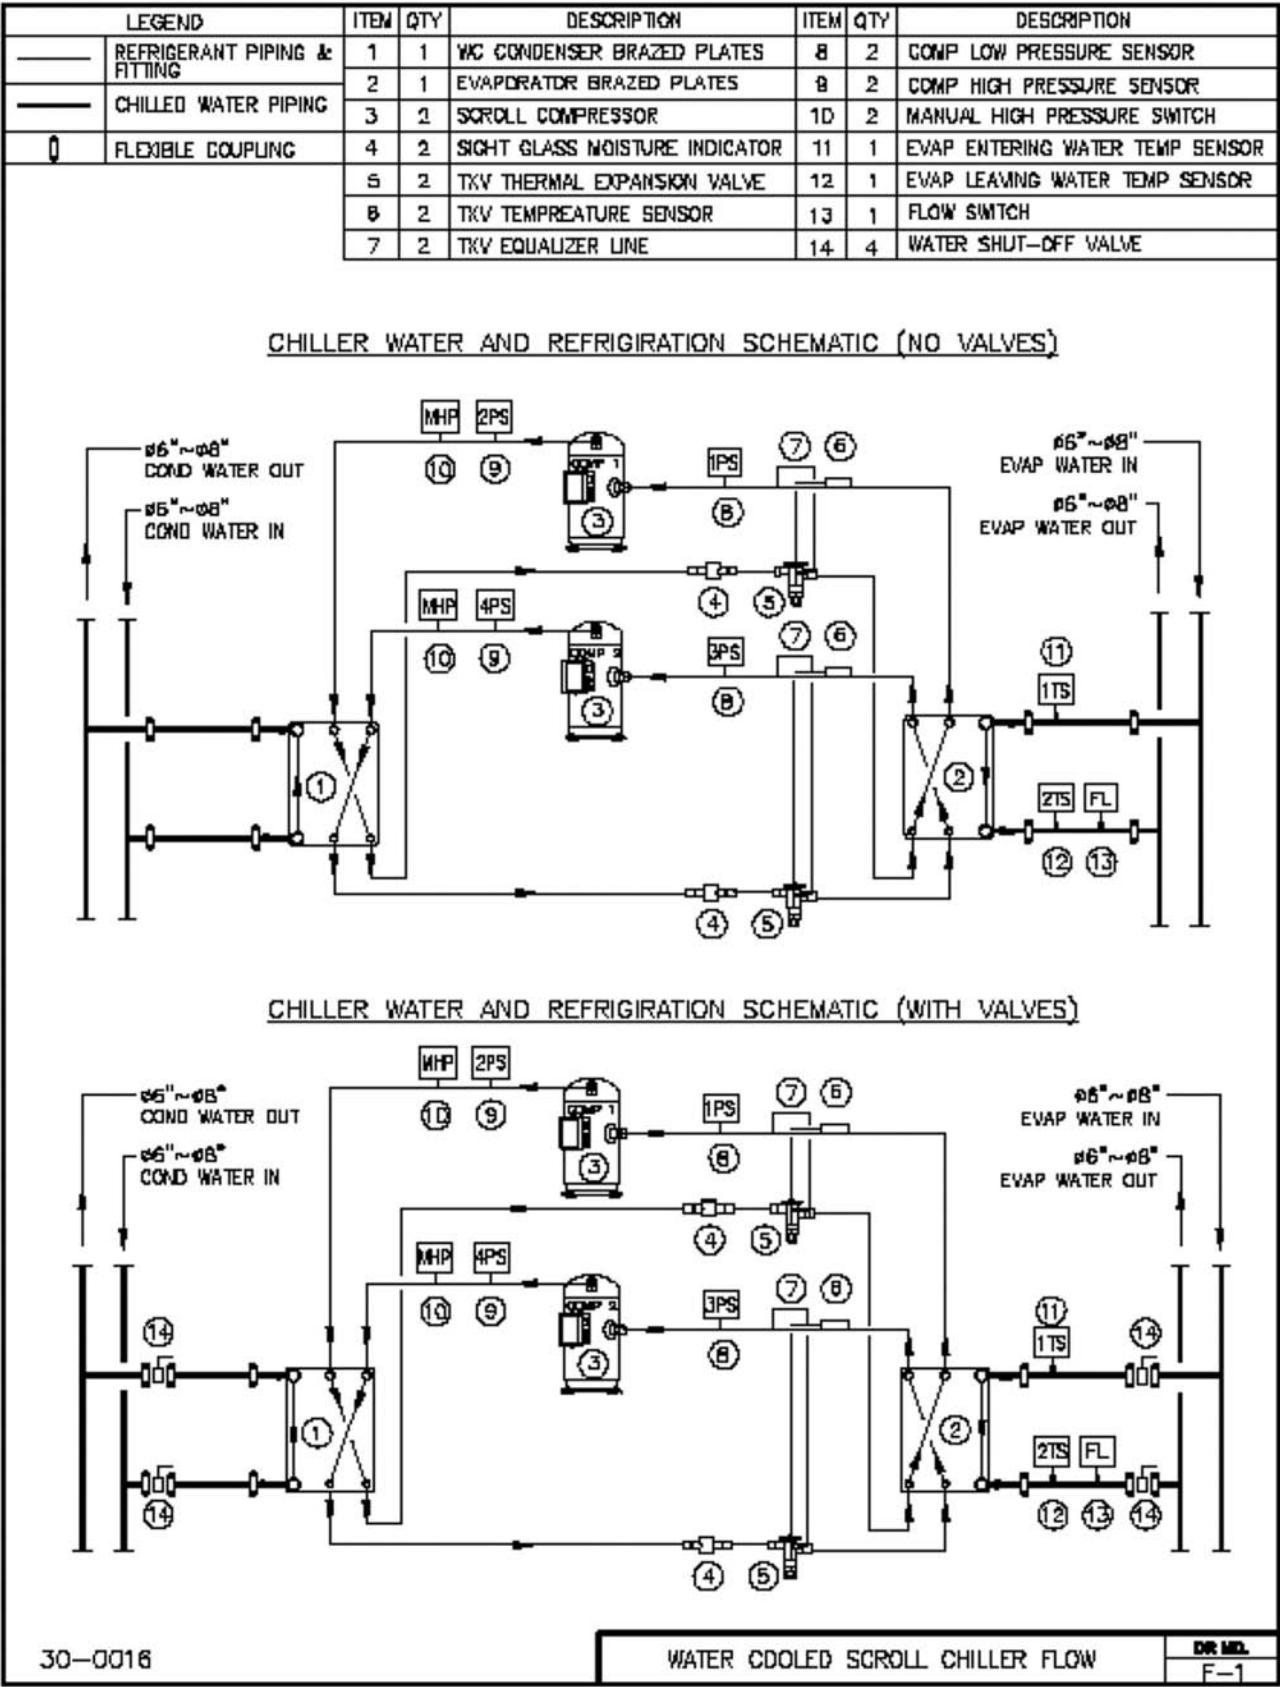 LEGEND
REFRIGERANT PIPING &
FITTING
CHILLED WATER PIPING
FLEXIBLE COUPLING
ITEM QTY DESCRIPTION ITEM QTY DESCRIPTION
1 1 WC CONDENSER BRAZED PLATES 8 2 COMP LOW PRESSURE SENSOR
2 1 EVAPORATOR BRAZED PLATES 9 2 COMP HIGH PRESSURE SENSOR
3 2 SCROLL COMPRESSOR 10 2 MANUAL HIGH PRESSURE SWITCH
4 2 SIGHT GLASS MOISTURE INDICATOR 11 1 EVAP ENTERING WATER TEMP SENSOR
5 2 TXV THERMAL EXPANSION VALVE 12 1 EVAP LEAVING WATER TEMP SENSOR
6 2 TXV TEMPREATURE SENSOR 13 1 FLOW SWITCH
7 2 TXV EQUALIZER LINE 14 4 WATER SHUT-OFF VALVE
CHILLER WATER AND REFRIGIRATION SCHEMATIC (NO VALVES)
MHP 2PS
ø6"~ø8"
COND WATER OUT
10 9
COMP 1
3
1PS
8
7 6
ø6"~ø8"
EVAP WATER IN
ø6"~ø8"
COND WATER IN
ø6"~ø8"
EVAP WATER OUT
4 5
MHP 4PS
10 9
COMP 2
3
3PS
8
7 6
11
1TS
1
2
2TS FL
12 13
4 5
CHILLER WATER AND REFRIGIRATION SCHEMATIC (WITH VALVES)
MHP 2PS
ø6"~ø8"
COND WATER OUT
10 9
COMP 1
3
1PS
8
7 6
ø6"~ø8"
EVAP WATER IN
ø6"~ø8"
COND WATER IN
ø6"~ø8"
EVAP WATER OUT
4 5
MHP 4PS
10 9
COMP 2
3
3PS
8
7 6
14
11
1TS
14
1
2
2TS FL
14
12 13 14
4 5
30-0016
WATER COOLED SCROLL CHILLER FLOW
DR NO.
F-1